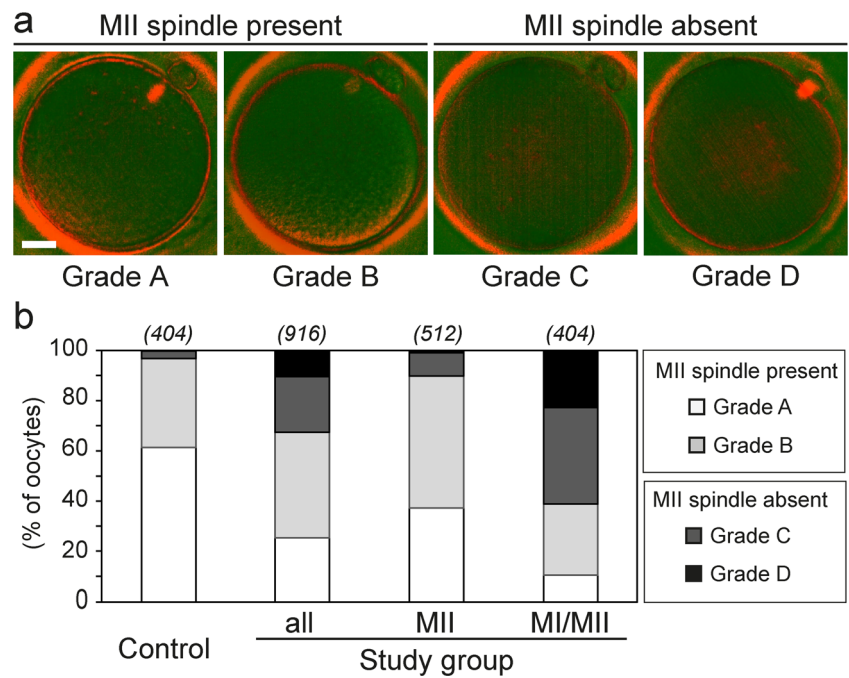 a
MII spindle present
MII spindle absent
Grade A
Grade B
Grade C
Grade D
b
(404)
(916)
(512)
(404)
100
80
60
40
20
0
(% of oocytes)
MII spindle present
Grade A
Grade B
MII spindle absent
Grade C
Grade D
Control
all
MII
MI/MII
Study group